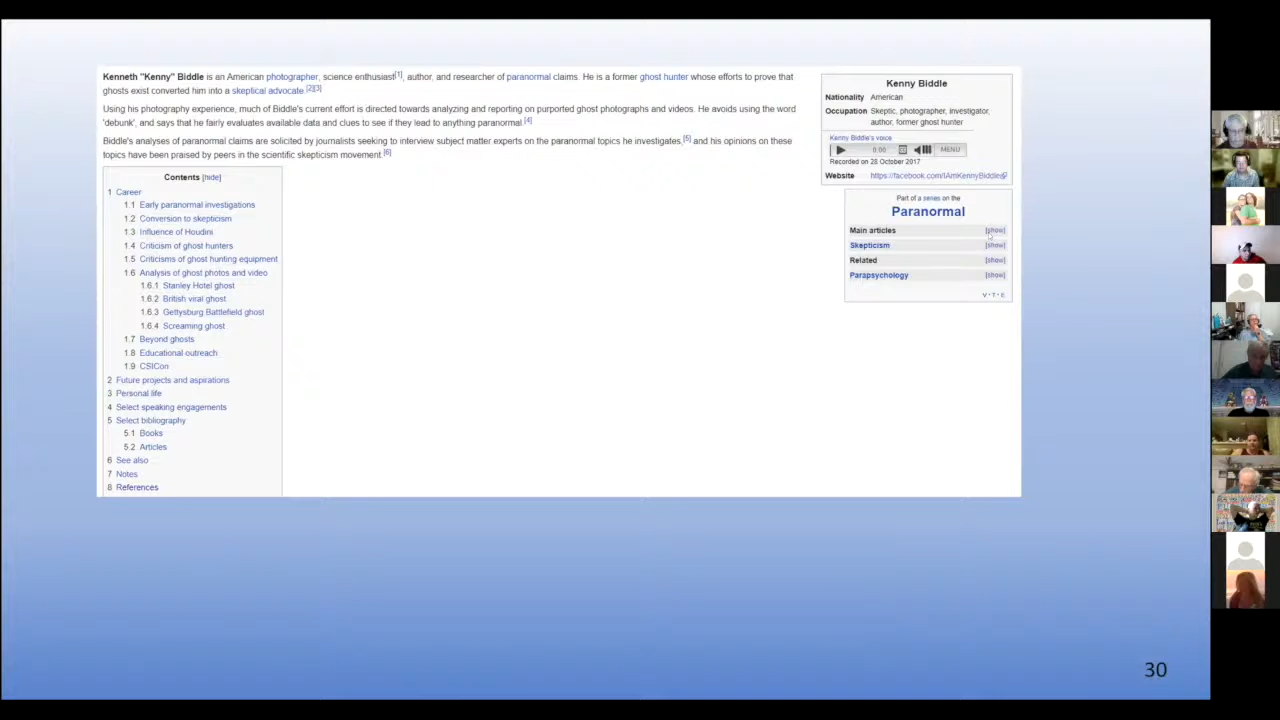 Kenneth "Kenny" Biddle is an American photographer, science enthusiast[1], author, and researcher of paranormal claims. He is a former ghost hunter whose efforts to prove that
ghosts exist converted him into a skeptical advocate.[2][3]
Using his photography experience, much of Biddle's current effort is directed towards analyzing and reporting on purported ghost photographs and videos. He avoids using the word
'debunk', and says that he fairly evaluates available data and clues to see if they lead to anything paranormal.[4]
Biddle's analyses of paranormal claims are solicited by journalists seeking to interview subject matter experts on the paranormal topics he investigates,[5] and his opinions on these
topics have been praised by peers in the scientific skepticism movement.[6]
Contents [hide]
1 Career
1.1 Early paranormal investigations
1.2 Conversion to skepticism
1.3 Influence of Houdini
1.4 Criticism of ghost hunters
1.5 Criticisms of ghost hunting equipment
1.6 Analysis of ghost photos and video
1.6.1 Stanley Hotel ghost
1.6.2 British viral ghost
1.6.3 Gettysburg Battlefield ghost
1.6.4 Screaming ghost
1.7 Beyond ghosts
1.8 Educational outreach
1.9 CSICon
2 Future projects and aspirations
3 Personal life
4 Select speaking engagements
5 Select bibliography
5.1 Books
5.2 Articles
6 See also
7 Notes
8 References
Kenny Biddle
Nationality American
Occupation Skeptic, photographer, investigator,
author, former ghost hunter
Kenny Biddle's voice
0:00 MENU
Recorded on 28 October 2017
Website https://facebook.com/IAmKennyBiddle
Part of a series on the
Paranormal
Main articles [show]
Skepticism [show]
Related [show]
Parapsychology [show]
V · T · E
30